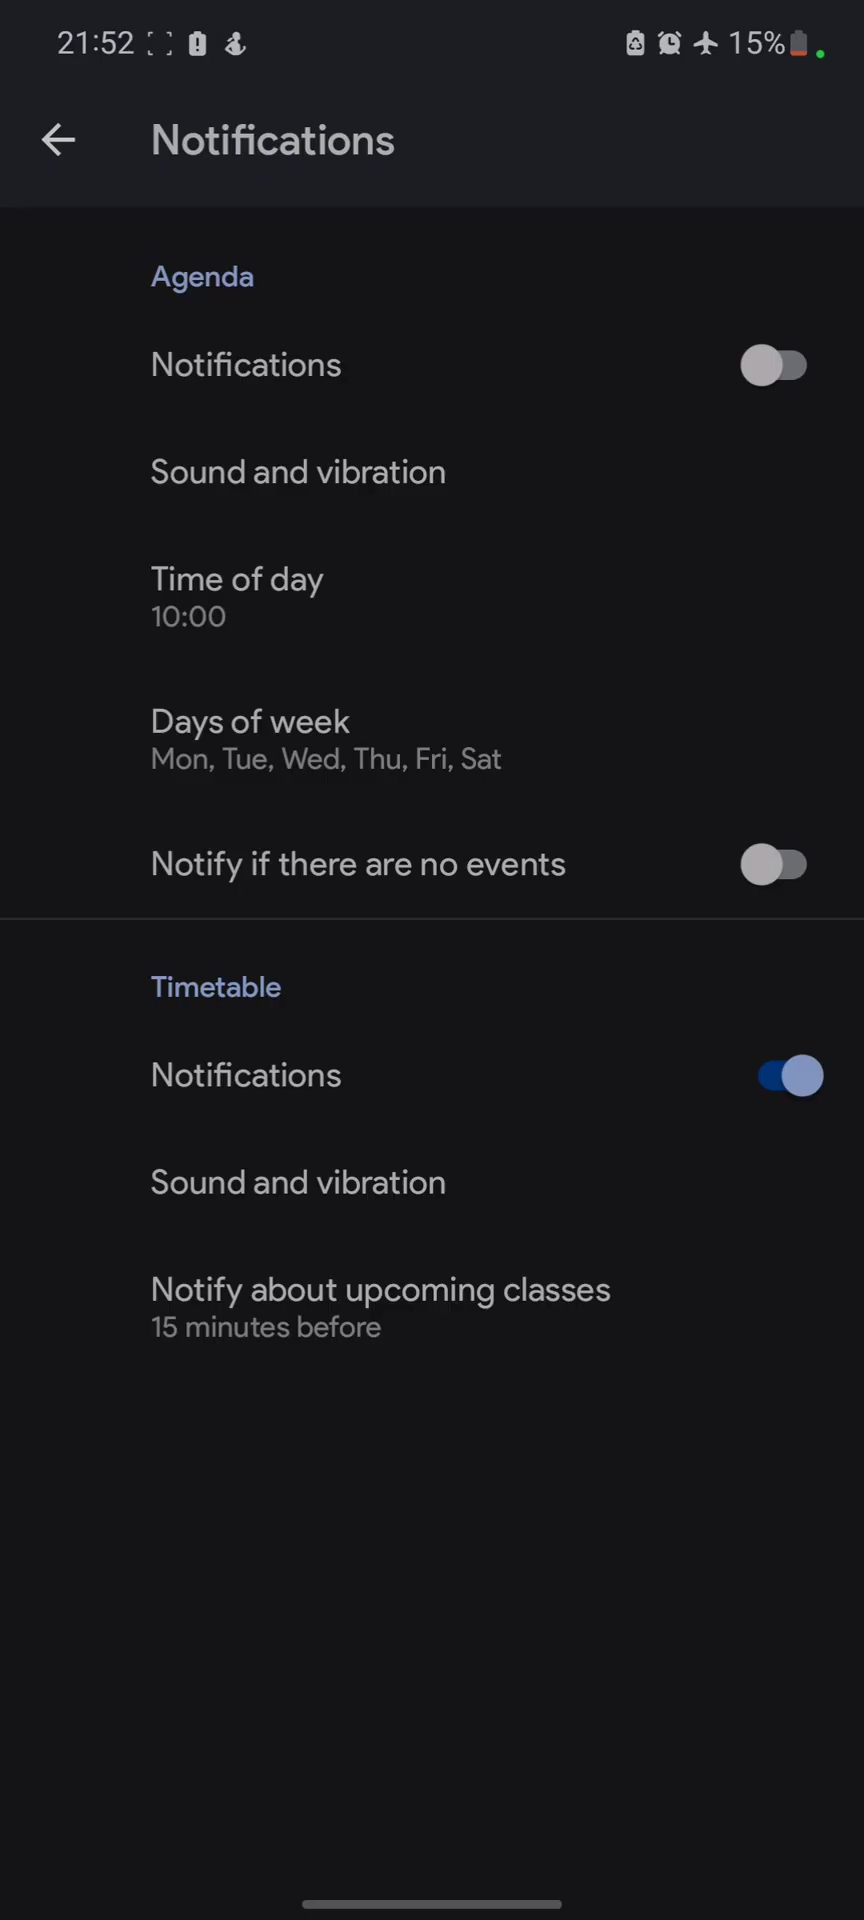 21:52 15%
Notifications
Agenda
Notifications
Sound and vibration
Time of day
10:00
Days of week
Mon, Tue, Wed, Thu, Fri, Sat
Notify if there are no events
Timetable
Notifications
Sound and vibration
Notify about upcoming classes
15 minutes before